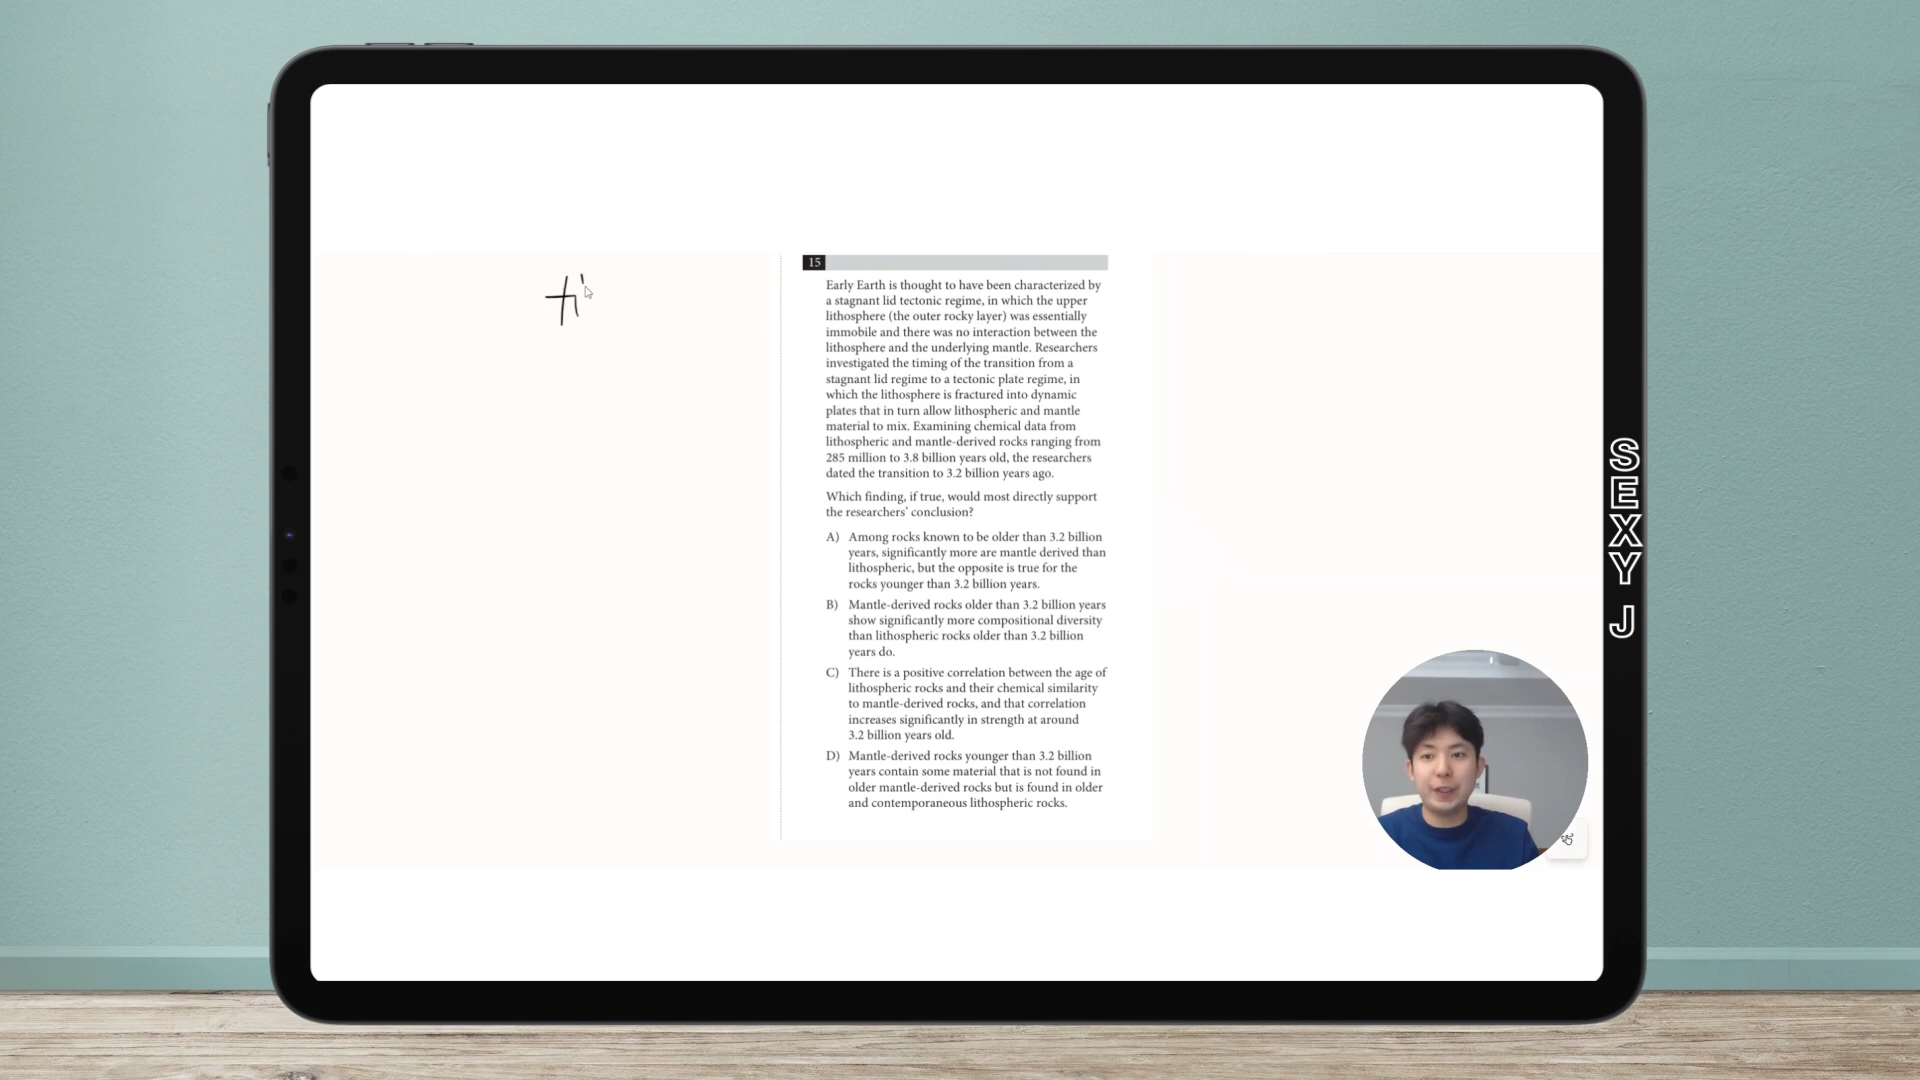 15
Early Earth is thought to have been characterized by
a stagnant lid tectonic regime, in which the upper
lithosphere (the outer rocky layer) was essentially
immobile and there was no interaction between the
lithosphere and the underlying mantle. Researchers
investigated the timing of the transition from a
stagnant lid regime to a tectonic plate regime, in
which the lithosphere is fractured into dynamic
plates that in turn allow lithospheric and mantle
material to mix. Examining chemical data from
lithospheric and mantle-derived rocks ranging from
285 million to 3.8 billion years old, the researchers
dated the transition to 3.2 billion years ago.
Which finding, if true, would most directly support
the researchers' conclusion?
A) Among rocks known to be older than 3.2 billion
years, significantly more are mantle derived than
lithospheric, but the opposite is true for the
rocks younger than 3.2 billion years.
B) Mantle-derived rocks older than 3.2 billion years
show significantly more compositional diversity
than lithospheric rocks older than 3.2 billion
years do.
C) There is a positive correlation between the age of
lithospheric rocks and their chemical similarity
to mantle-derived rocks, and that correlation
increases significantly in strength at around
3.2 billion years old.
D) Mantle-derived rocks younger than 3.2 billion
years contain some material that is not found in
older mantle-derived rocks but is found in older
and contemporaneous lithospheric rocks.
SEXY J